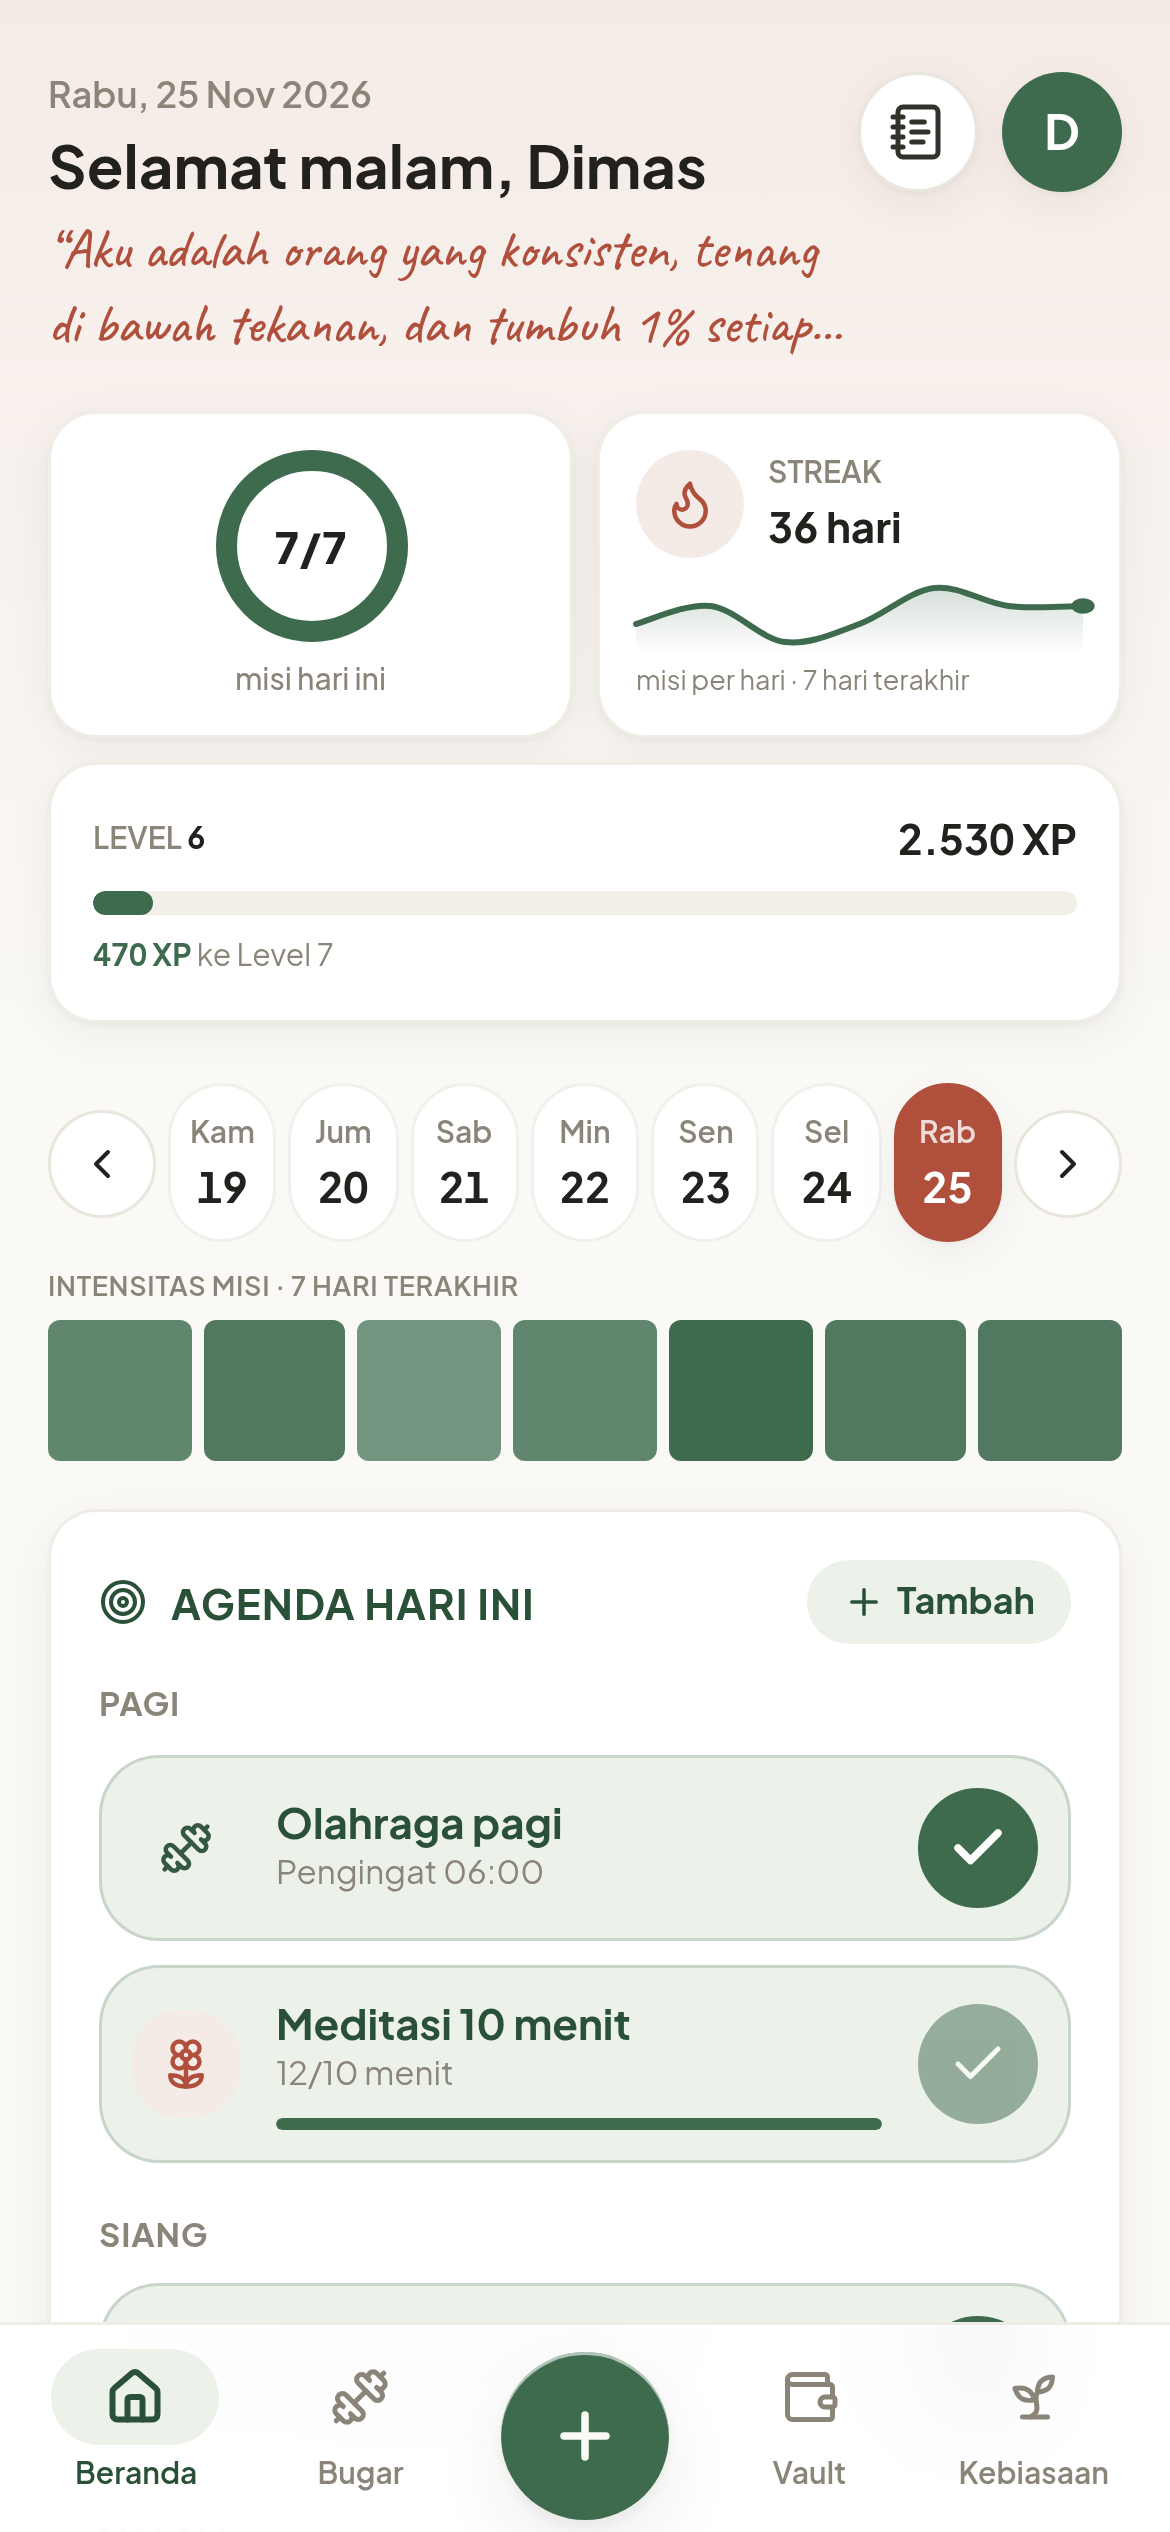 Rabu, 25 Nov 2026
Selamat malam, Dimas
D
“Aku adalah orang yang konsisten, tenang
di bawah tekanan, dan tumbuh 1% setiap...
7/7
misi hari ini
STREAK
36 hari
misi per hari · 7 hari terakhir
LEVEL 6
2.530 XP
470 XP ke Level 7
Kam
19
Jum
20
Sab
21
Min
22
Sen
23
Sel
24
Rab
25
INTENSITAS MISI · 7 HARI TERAKHIR
AGENDA HARI INI
Tambah
PAGI
Olahraga pagi
Pengingat 06:00
Meditasi 10 menit
12/10 menit
SIANG
Beranda
Bugar
Vault
Kebiasaan